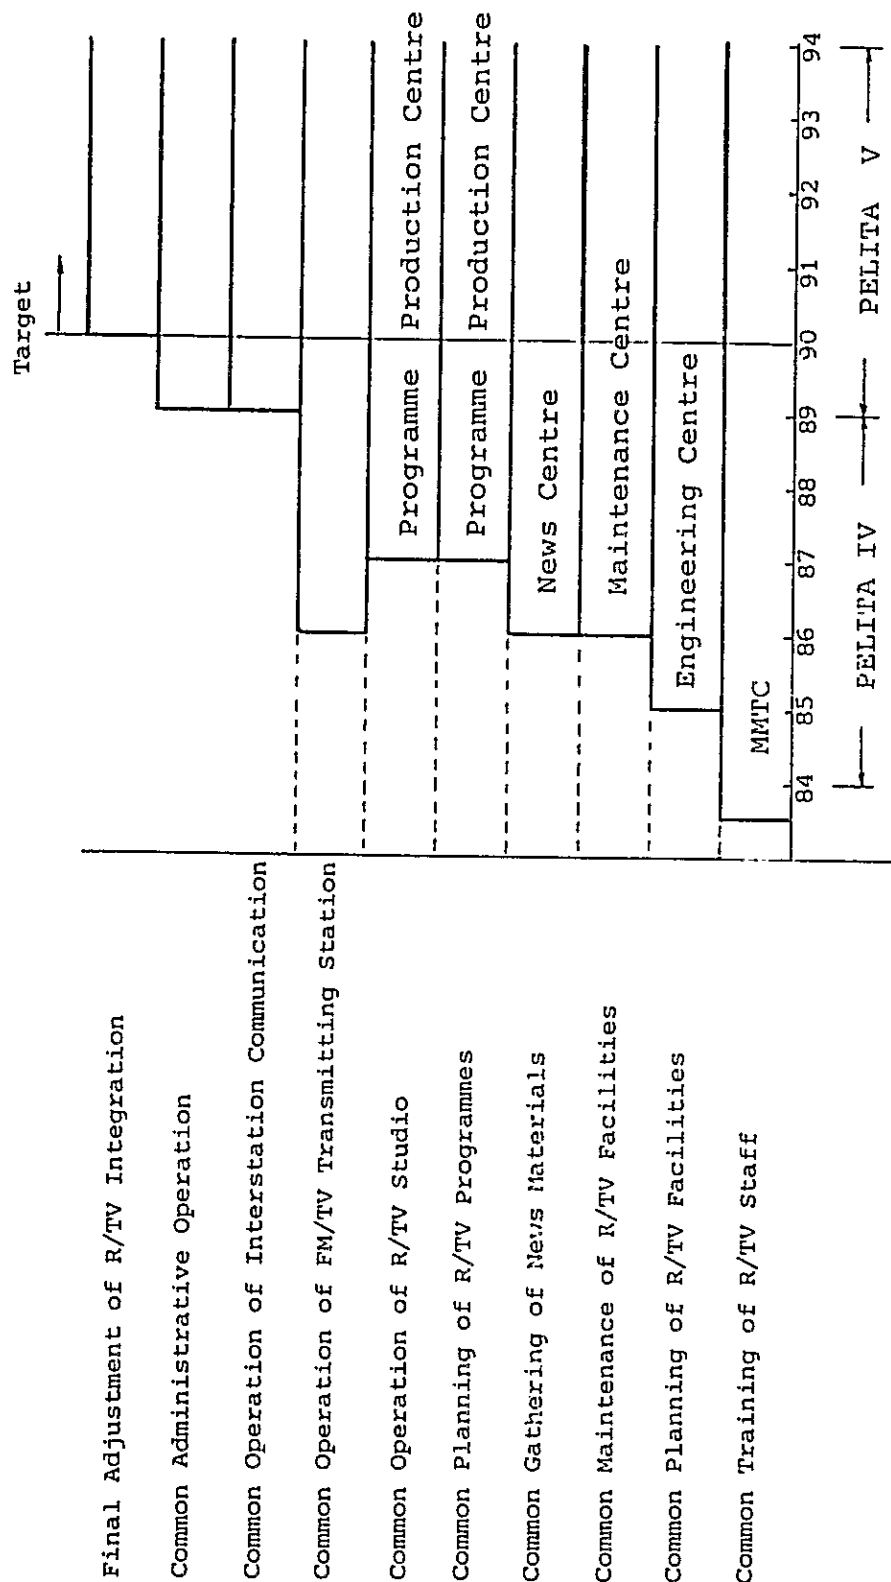 Target
Final Adjustment of R/TV Integration
Common Administrative Operation
Common Operation of Interstation Communication
Common Operation of FM/TV Transmitting Station
Common Operation of R/TV Studio
Programme Production Centre
Common Planning of R/TV Programmes
Programme Production Centre
Common Gathering of News Materials
News Centre
Common Maintenance of R/TV Facilities
Maintenance Centre
Common Planning of R/TV Facilities
Engineering Centre
Common Training of R/TV Staff
MMTC
84 85 86 87 88 89 90 91 92 93 94
PELITA IV PELITA V